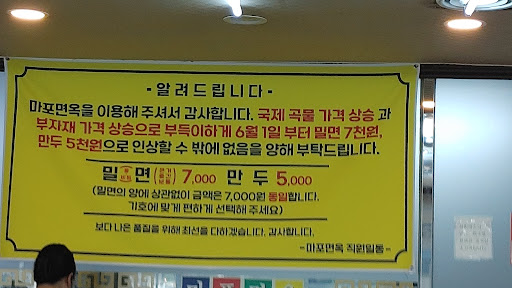 - 알 려 드 립 니 다 -
마포면옥을 이용해 주셔서 감사합니다. 국제 곡물 가격 상승 과
부자재 가격 상승으로 부득이하게 6월 1일 부터 밀면 7천원,
만두 5천원으로 인상할 수 밖에 없음을 양해 부탁드립니다.
밀 면 7,000 만 두 5,000
(밀면의 양에 상관없이 금액은 7,000원 동일합니다.
기호에 맞게 편하게 선택해 주세요)
보다 나은 품질을 위해 최선을 다하겠습니다. 감사합니다.
- 마포면옥 직원일동 -